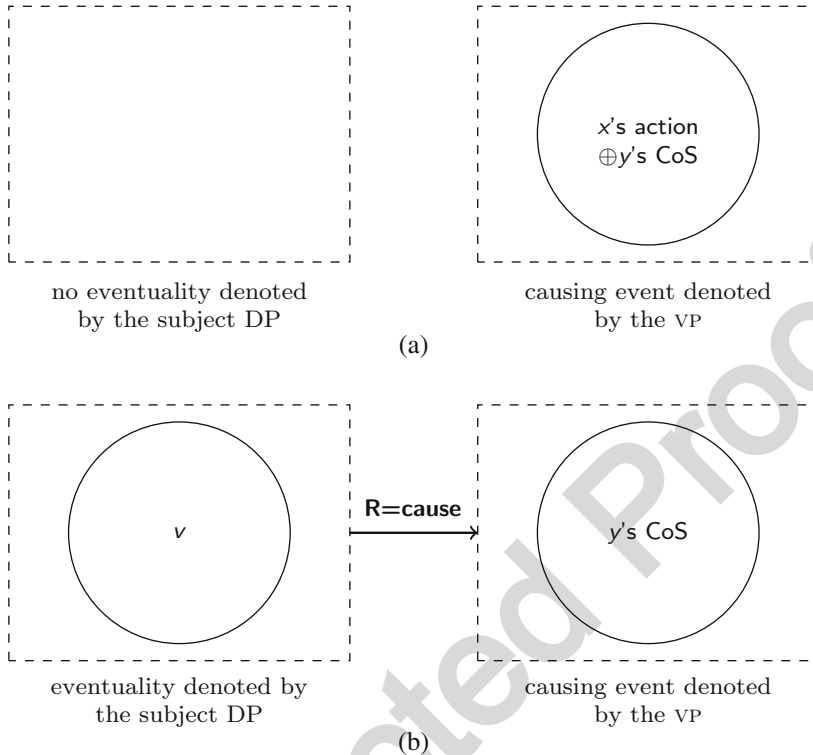 x's action
⊕y's CoS
no eventuality denoted
by the subject DP
causing event denoted
by the VP
(a)
v
R=cause
y's CoS
eventuality denoted by
the subject DP
causing event denoted
by the VP
(b)